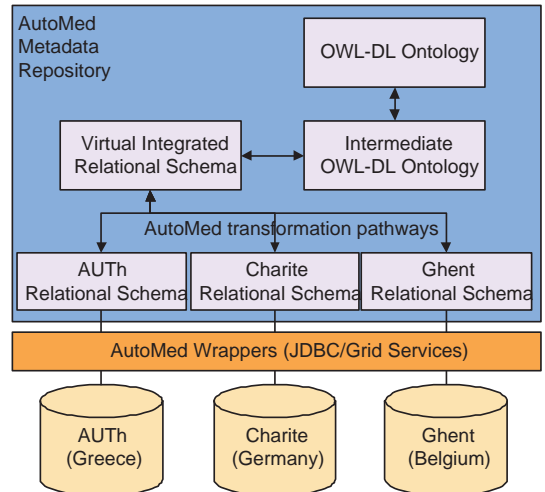 AutoMed
Metadata
Repository
OWL-DL Ontology
Virtual Integrated
Relational Schema
Intermediate
OWL-DL Ontology
AutoMed transformation pathways
AUTh
Relational Schema
Charite
Relational Schema
Ghent
Relational Schema
AutoMed Wrappers (JDBC/Grid Services)
AUTh
(Greece)
Charite
(Germany)
Ghent
(Belgium)